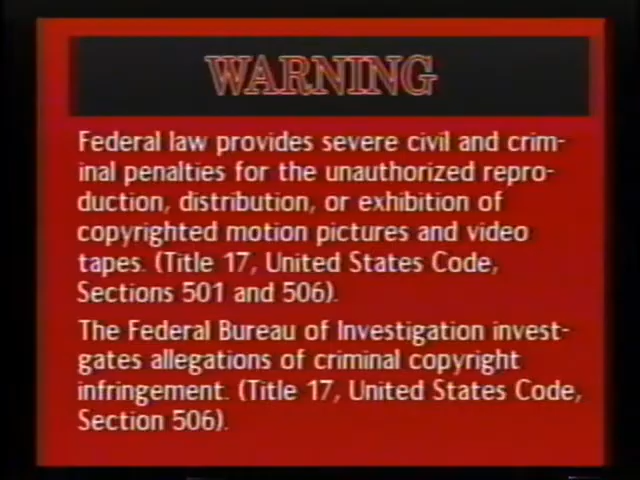 WARNING
Federal law provides severe civil and crim-
inal penalties for the unauthorized repro-
duction, distribution, or exhibition of
copyrighted motion pictures and video
tapes. (Title 17, United States Code,
Sections 501 and 506).
The Federal Bureau of Investigation invest-
gates allegations of criminal copyright
infringement. (Title 17, United States Code,
Section 506).